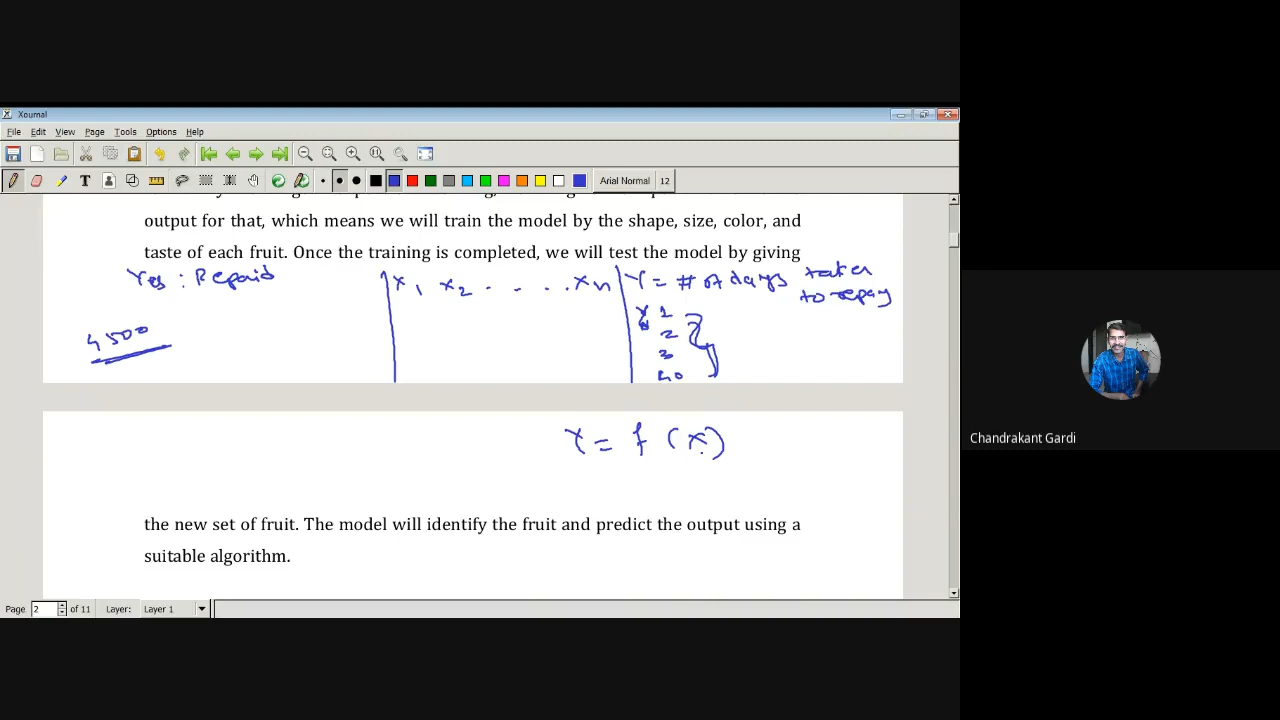 Xournal
File Edit View Page Tools Options Help
Arial Normal 12
output for that, which means we will train the model by the shape, size, color, and
taste of each fruit. Once the training is completed, we will test the model by giving
Yes : Repaid
x1 x2 . . . . . xn Y = # of days taken
to repay
1
2
3
40
4500
Y = f (x)
the new set of fruit. The model will identify the fruit and predict the output using a
suitable algorithm.
Page 2 of 11 Layer: Layer 1
Chandrakant Gardi